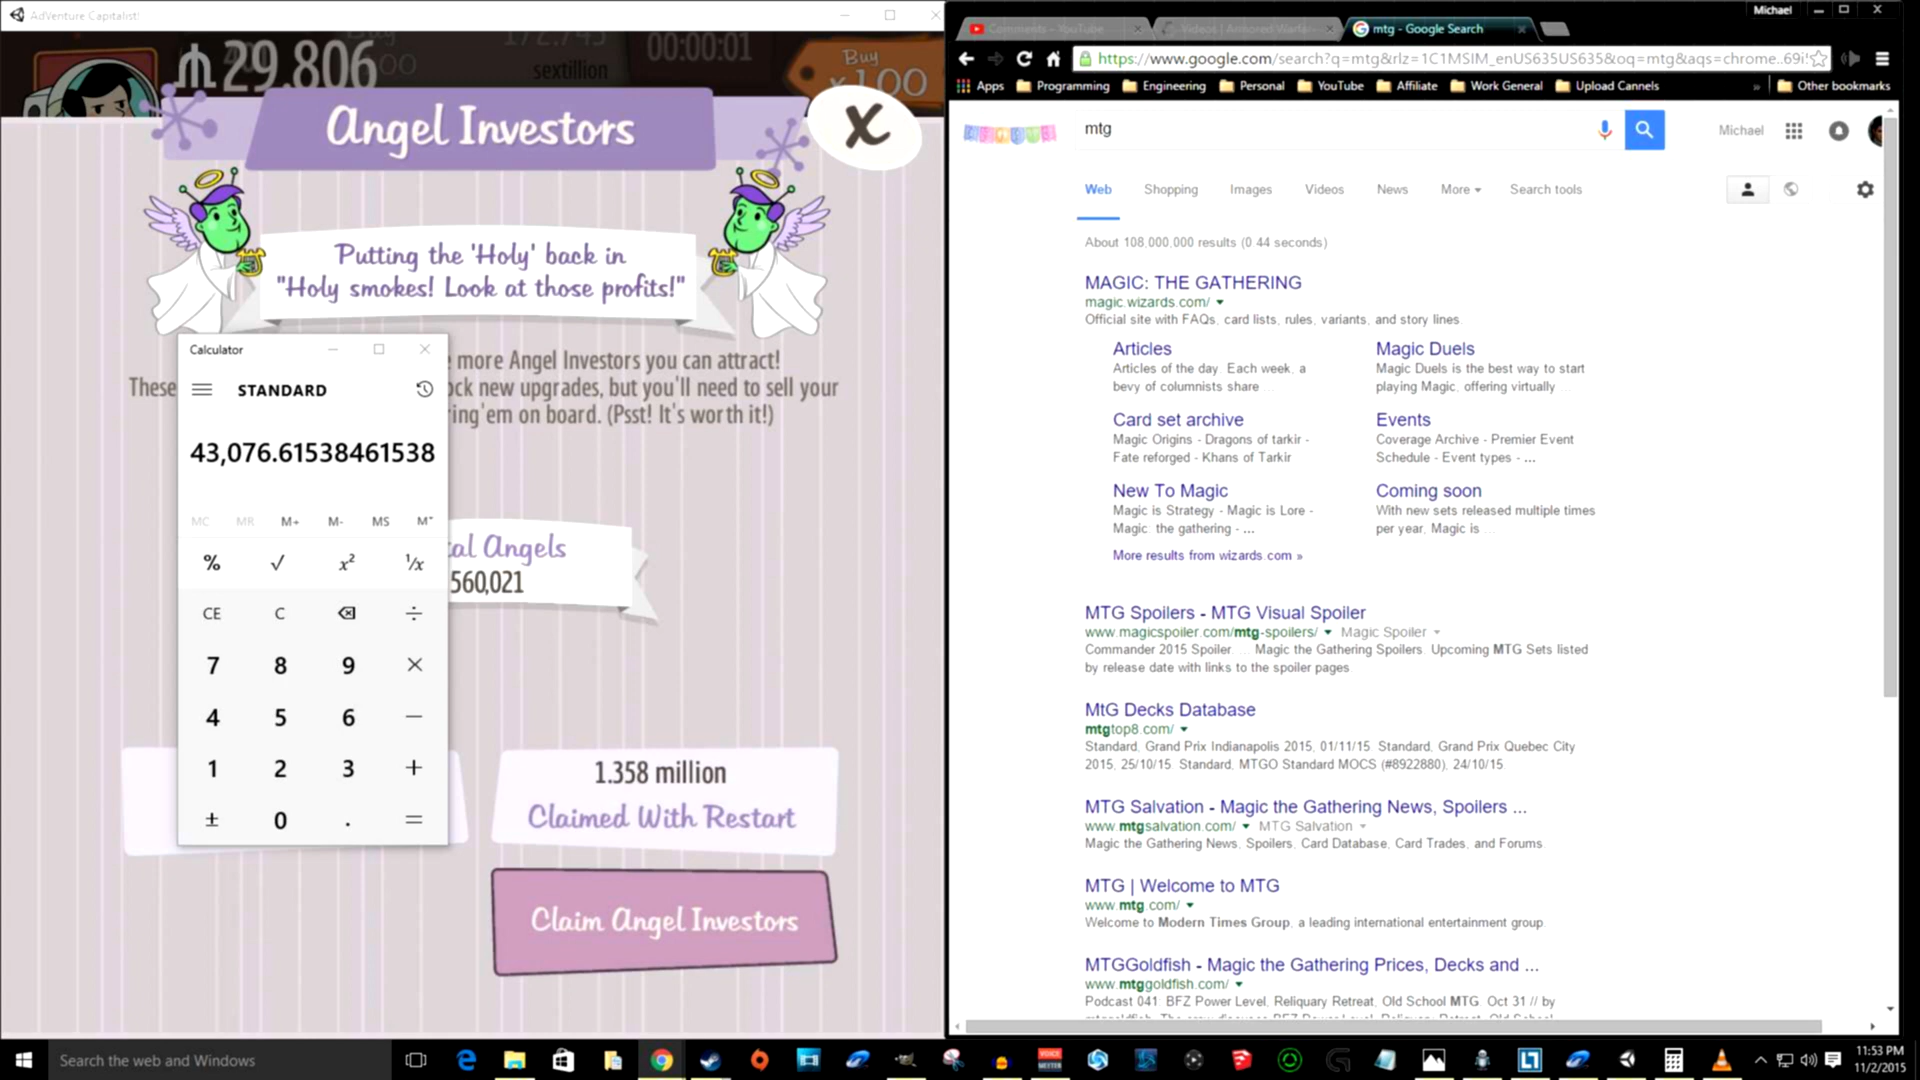 AdVenture Capitalist!
29.806
sextillion
00:00:01
Buy
x100
Angel Investors
X
Putting the 'Holy' back in
"Holy smokes! Look at those profits!"
more Angel Investors you can attract!
These
ock new upgrades, but you'll need to sell your
ring'em on board. (Psst! It's worth it!)
Calculator
STANDARD
43,076.61538461538
MC MR M+ M- MS M˅
% √ x² ¹/x
CE C ÷
7 8 9 ×
4 5 6 −
1 2 3 +
± 0 . =
tal Angels
560,021
1.358 million
Claimed With Restart
Claim Angel Investors
Michael
Comments - YouTube
mtg - Google Search
https://www.google.com/search?q=mtg&rlz=1C1MSIM_enUS635US635&oq=mtg&aqs=chrome..69i
Apps Programming Engineering Personal YouTube Affiliate Work General Upload Cannels » Other bookmarks
mtg
Michael
Web Shopping Images Videos News More Search tools
About 108,000,000 results (0.44 seconds)
MAGIC: THE GATHERING
magic.wizards.com/
Official site with FAQs, card lists, rules, variants, and story lines.
Articles
Articles of the day. Each week, a
bevy of columnists share ...
Magic Duels
Magic Duels is the best way to start
playing Magic, offering virtually ...
Card set archive
Magic Origins - Dragons of tarkir -
Fate reforged - Khans of Tarkir
Events
Coverage Archive - Premier Event
Schedule - Event types - ...
New To Magic
Magic is Strategy - Magic is Lore -
Magic: the gathering - ...
Coming soon
With new sets released multiple times
per year, Magic is ...
More results from wizards.com »
MTG Spoilers - MTG Visual Spoiler
www.magicspoiler.com/mtg-spoilers/ Magic Spoiler
Commander 2015 Spoiler. ... Magic the Gathering Spoilers. Upcoming MTG Sets listed
by release date with links to the spoiler pages.
MtG Decks Database
mtgtop8.com/
Standard, Grand Prix Indianapolis 2015, 01/11/15. Standard, Grand Prix Quebec City
2015, 25/10/15. Standard, MTGO Standard MOCS (#8922880), 24/10/15.
MTG Salvation - Magic the Gathering News, Spoilers ...
www.mtgsalvation.com/ MTG Salvation
Magic the Gathering News, Spoilers, Card Database, Card Trades, and Forums.
MTG | Welcome to MTG
www.mtg.com/
Welcome to Modern Times Group, a leading international entertainment group.
MTGGoldfish - Magic the Gathering Prices, Decks and ...
www.mtggoldfish.com/
Podcast 041: BFZ Power Level, Reliquary Retreat, Old School MTG. Oct 31 // by
Search the web and Windows
11:53 PM
11/2/2015